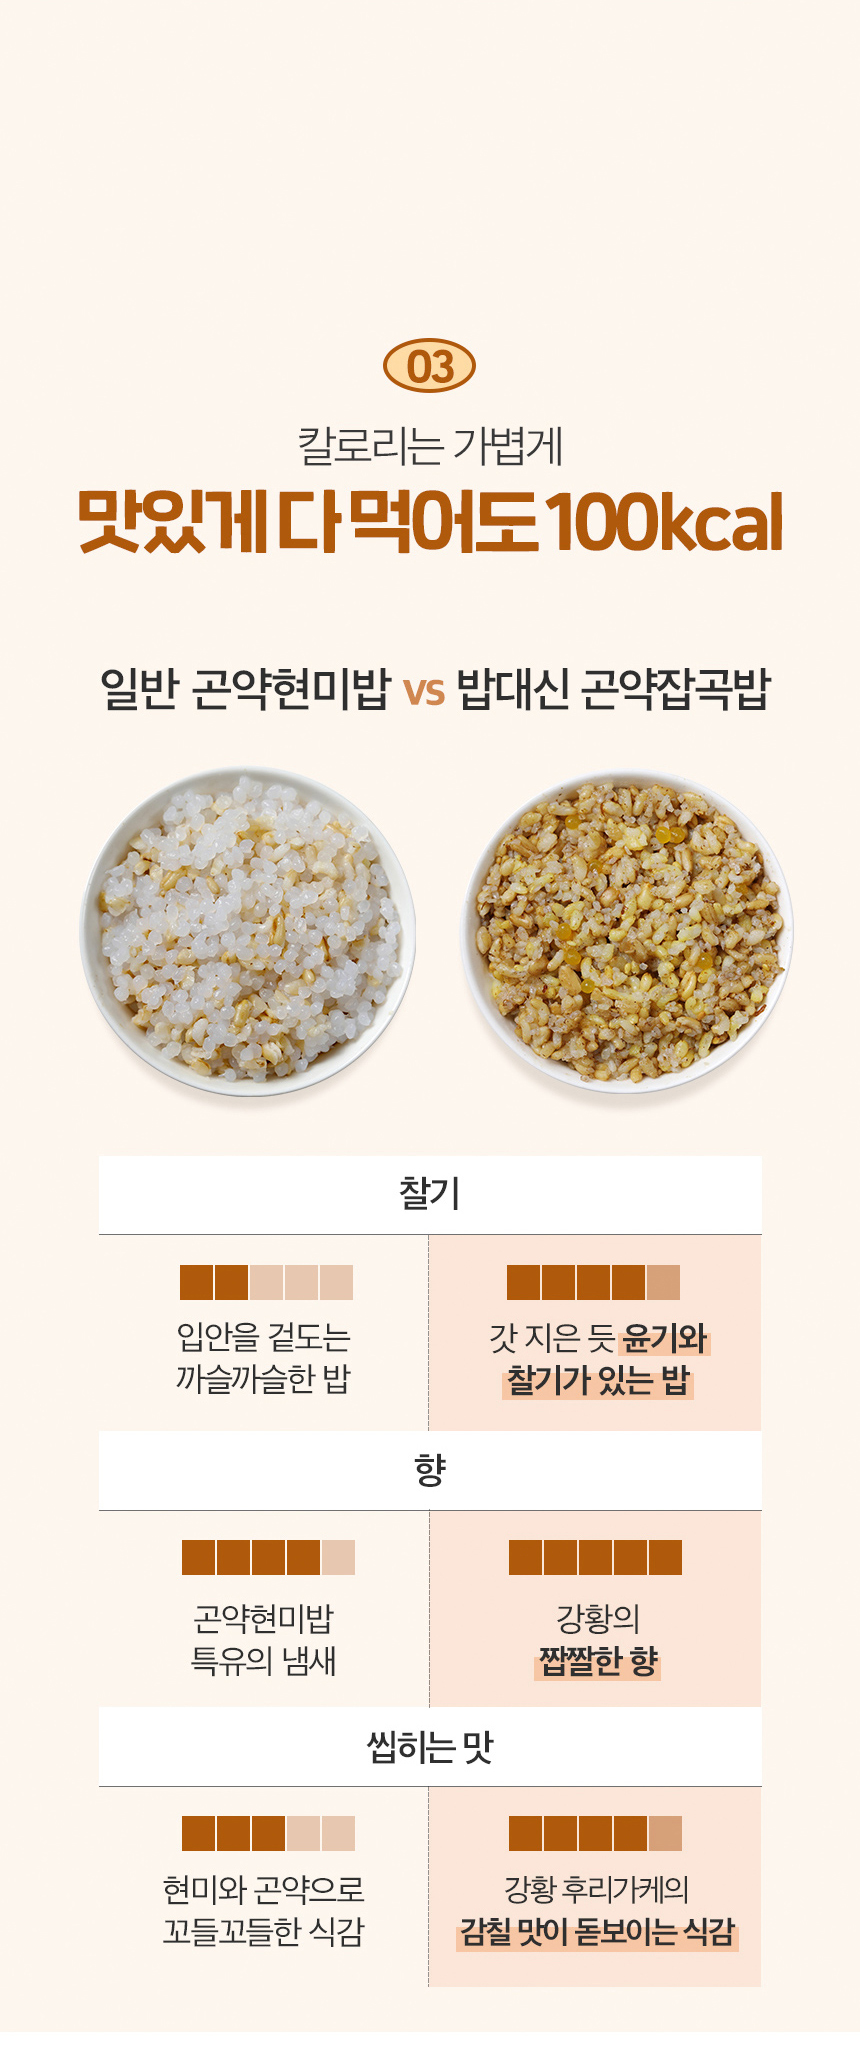 03
칼로리는 가볍게
맛있게 다 먹어도 100kcal
일반 곤약현미밥 vs 밥대신 곤약잡곡밥
찰기
입안을 겉도는
까슬까슬한 밥
갓 지은 듯 윤기와
찰기가 있는 밥
향
곤약현미밥
특유의 냄새
강황의
짭짤한 향
씹히는 맛
현미와 곤약으로
꼬들꼬들한 식감
강황 후리가케의
감칠 맛이 돋보이는 식감